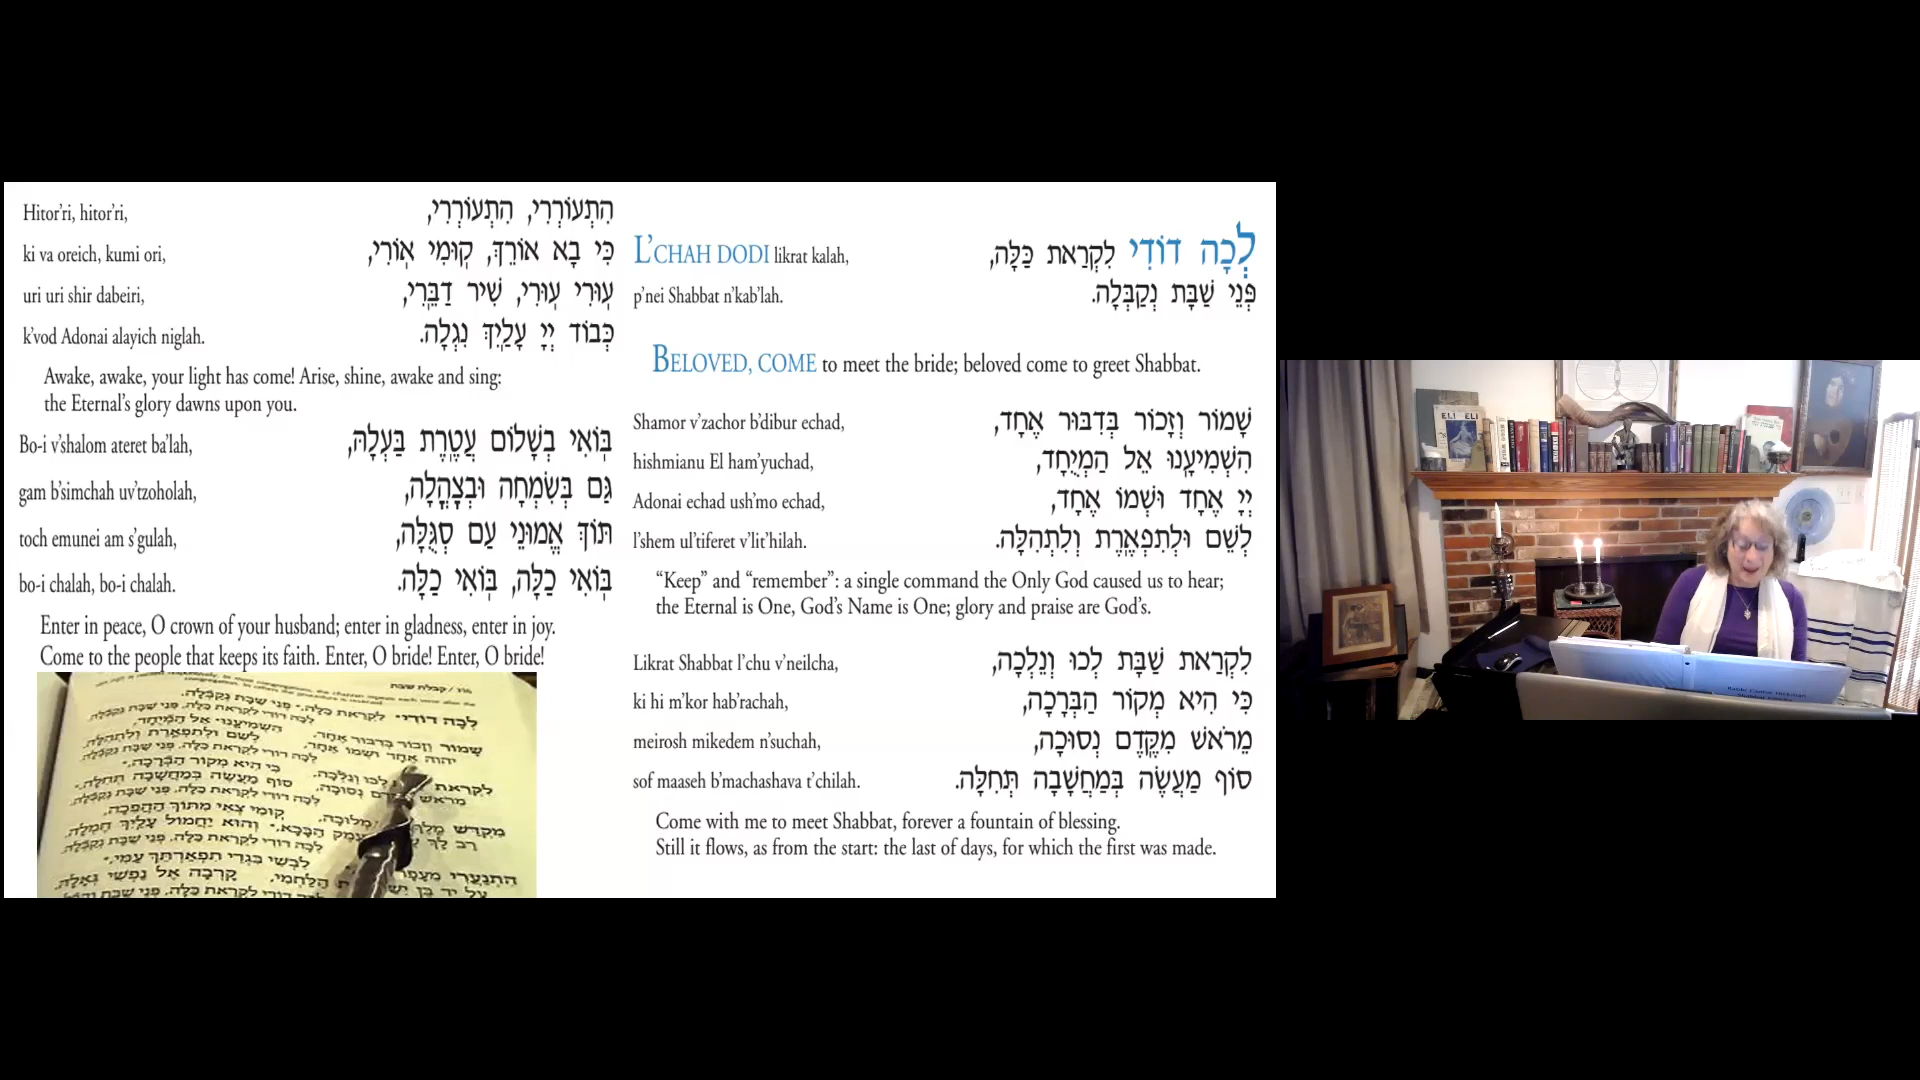 Hitor'ri, hitor'ri,
הִתְעוֹרְרִי, הִתְעוֹרְרִי,
ki va oreich, kumi ori,
כִּי בָא אוֹרֵךְ, קֽוּמִי אֽוֹרִי,
uri uri shir dabeiri,
עֽוּרִי עֽוּרִי, שִׁיר דַּבֵּֽרִי,
k'vod Adonai alayich niglah.
כְּבוֹד יְיָ עָלַֽיִךְ נִגְלָה.
Awake, awake, your light has come! Arise, shine, awake and sing:
the Eternal's glory dawns upon you.
Bo-i v'shalom ateret ba'lah,
בּֽוֹאִי בְשָׁלוֹם עֲטֶֽרֶת בַּעְלָהּ,
gam b'simchah uv'tzoholah,
גַּם בְּשִׂמְחָה וּבְצׇהֳלָה,
toch emunei am s'gulah,
תּוֹךְ אֱמוּנֵי עַם סְגֻלָּה,
bo-i chalah, bo-i chalah.
בּֽוֹאִי כַלָּה, בּֽוֹאִי כַלָּה.
Enter in peace, O crown of your husband; enter in gladness, enter in joy.
Come to the people that keeps its faith. Enter, O bride! Enter, O bride!
L'CHAH DODI likrat kalah,
לְכָה דוֹדִי לִקְרַאת כַּלָּה,
p'nei Shabbat n'kab'lah.
פְּנֵי שַׁבָּת נְקַבְּלָה.
BELOVED, COME to meet the bride; beloved come to greet Shabbat.
Shamor v'zachor b'dibur echad,
שָׁמוֹר וְזָכוֹר בְּדִבּוּר אֶחָד,
hishmianu El ham'yuchad,
הִשְׁמִיעָֽנוּ אֵל הַמְיֻחָד,
Adonai echad ush'mo echad,
יְיָ אֶחָד וּשְׁמוֹ אֶחָד,
l'shem ul'tiferet v'lit'hilah.
לְשֵׁם וּלְתִפְאֶֽרֶת וְלִתְהִלָּה.
"Keep" and "remember": a single command the Only God caused us to hear;
the Eternal is One, God's Name is One; glory and praise are God's.
Likrat Shabbat l'chu v'neilcha,
לִקְרַאת שַׁבָּת לְכוּ וְנֵלְכָה,
ki hi m'kor hab'rachah,
כִּי הִיא מְקוֹר הַבְּרָכָה,
meirosh mikedem n'suchah,
מֵרֹאשׁ מִקֶּֽדֶם נְסוּכָה,
sof maaseh b'machashava t'chilah.
סוֹף מַעֲשֶׂה בְּמַחֲשָׁבָה תְּחִלָּה.
Come with me to meet Shabbat, forever a fountain of blessing.
Still it flows, as from the start: the last of days, for which the first was made.
ELI ELI